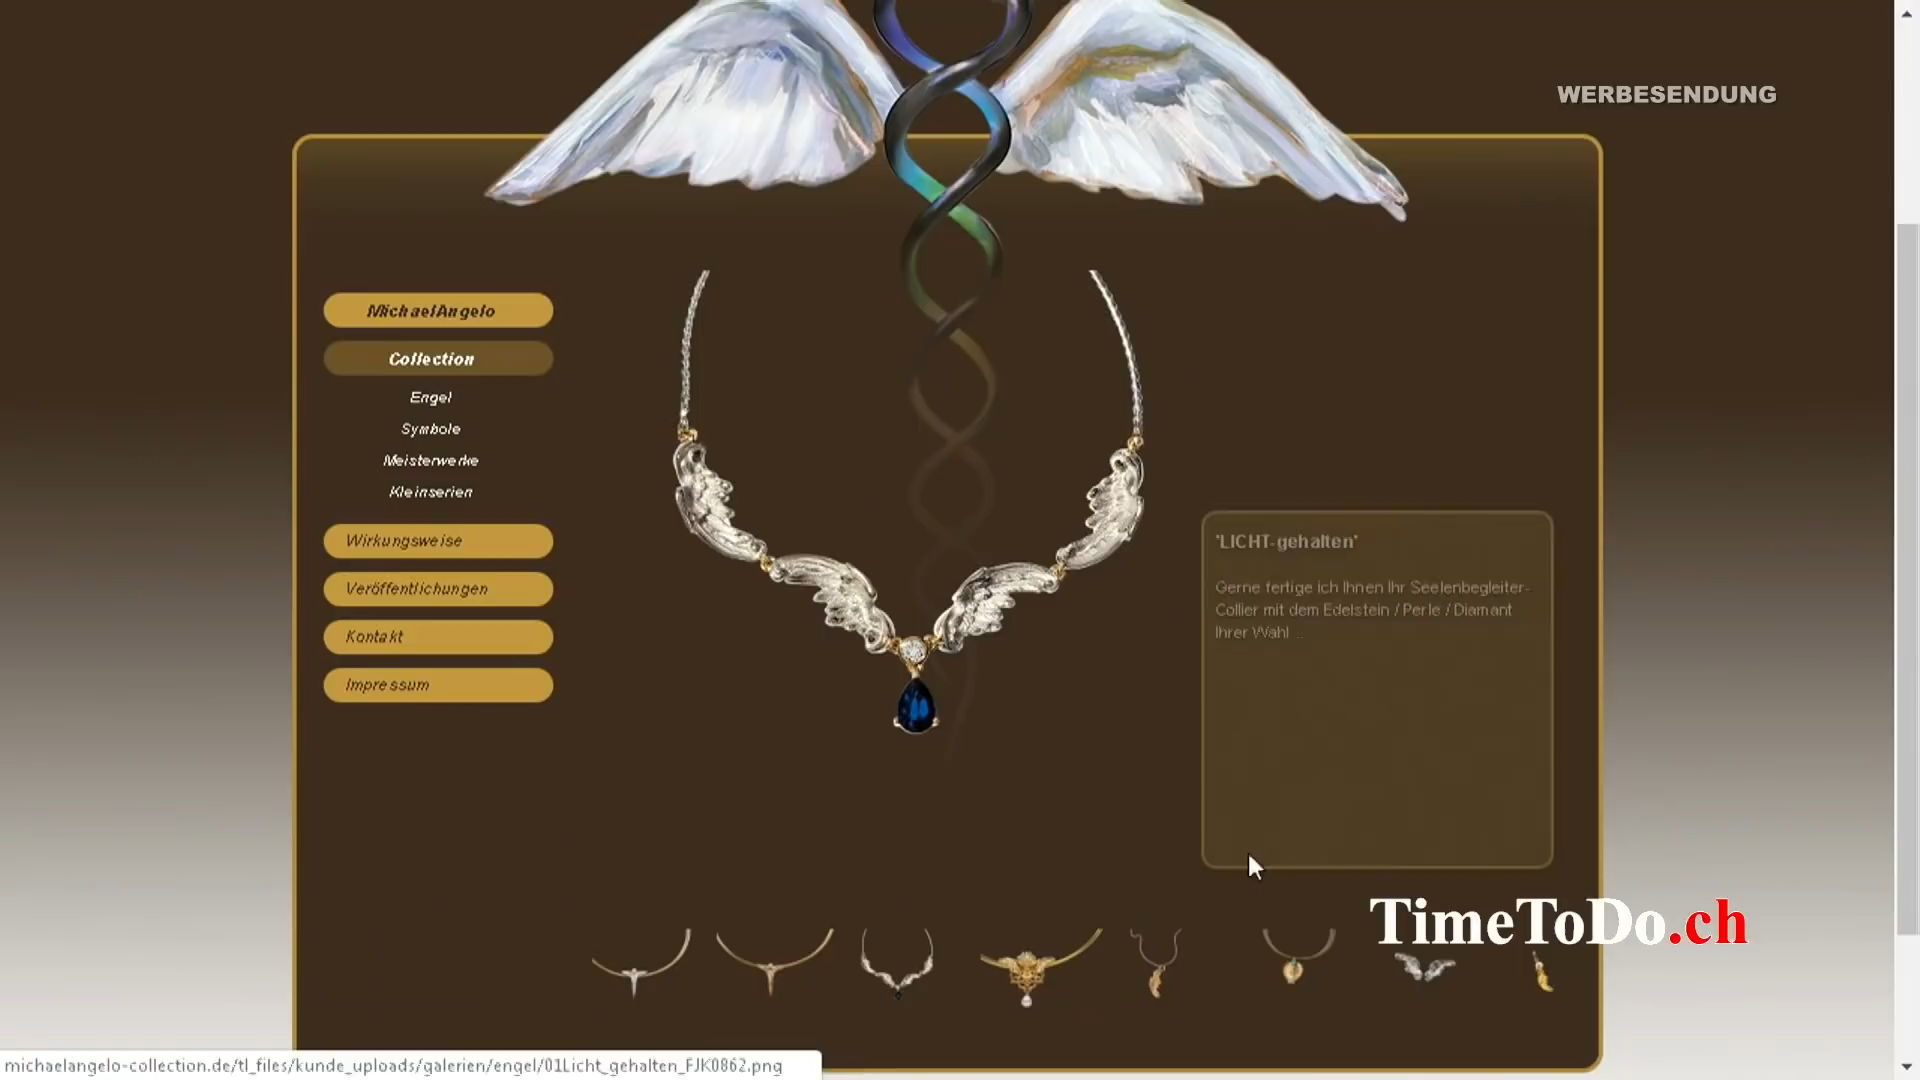 WERBESENDUNG
MichaelAngelo
Collection
Engel
Symbole
Meisterwerke
Kleinserien
Wirkungsweise
Veröffentlichungen
Kontakt
Impressum
"LICHT-gehalten"
Gerne fertige ich Ihnen Ihr Seelenbegleiter-
Collier mit dem Edelstein / Perle / Diamant
Ihrer Wahl ...
TimeToDo.ch
michaelangelo-collection.de/tl_files/kunde_uploads/galerien/engel/01Licht_gehalten_FJK0862.png